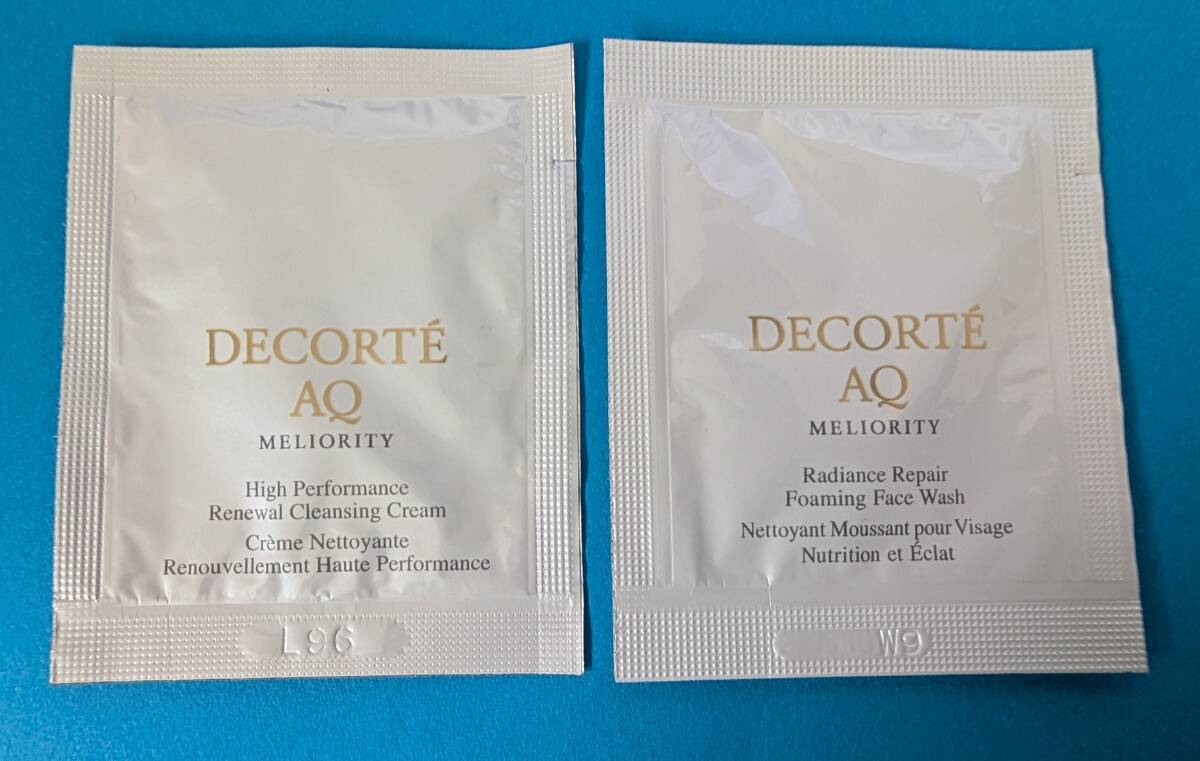 DECORTÉ
AQ
MELIORITY
High Performance
Renewal Cleansing Cream
Crème Nettoyante
Renouvellement Haute Performance
L96
DECORTÉ
AQ
MELIORITY
Radiance Repair
Foaming Face Wash
Nettoyant Moussant pour Visage
Nutrition et Éclat
W9